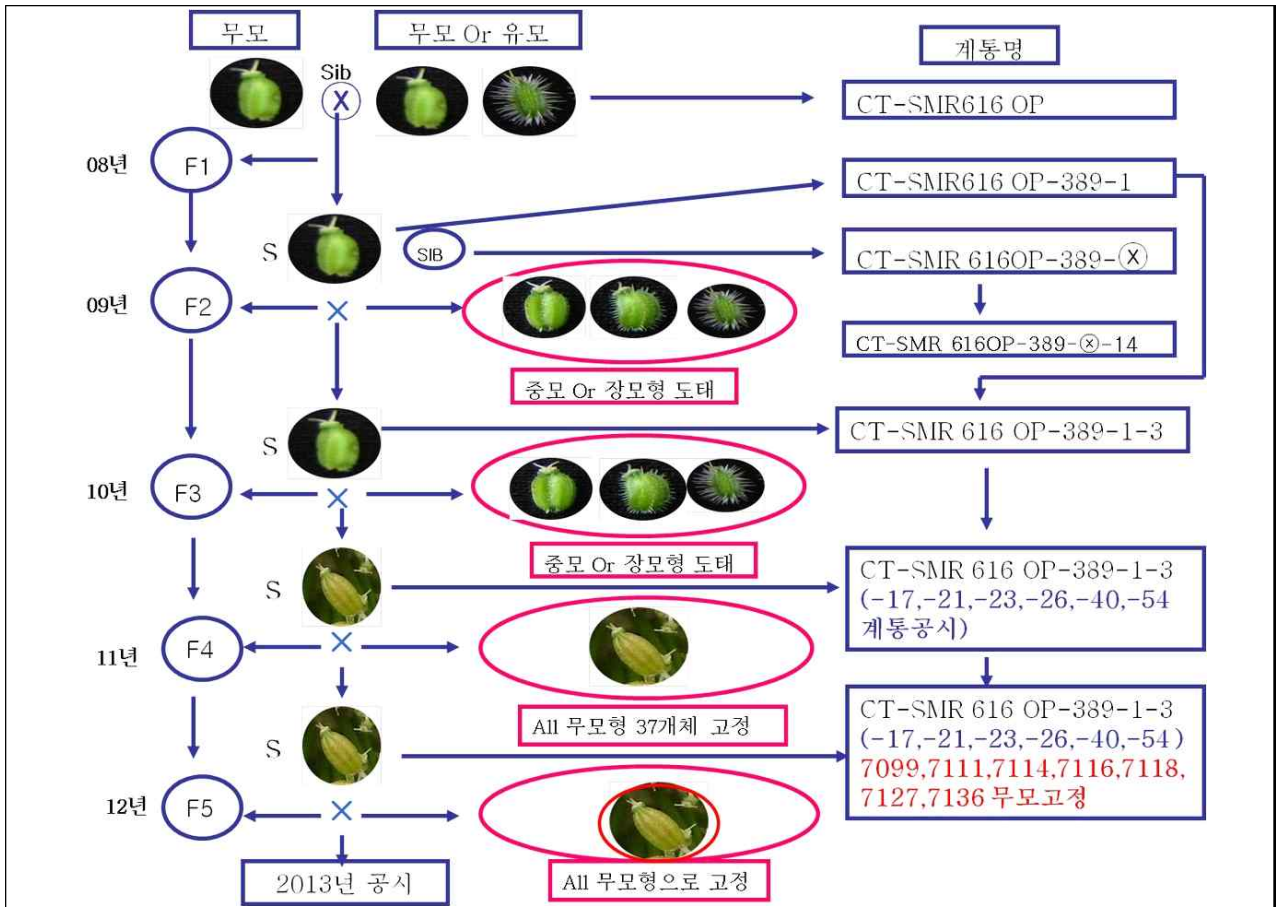 무모
무모 Or 유모
계통명
Sib
X
CT-SMR616 OP
08년
F1
CT-SMR616 OP-389-1
S
SIB
CT-SMR 616OP-389-ⓧ
09년
F2
CT-SMR 616OP-389-ⓧ-14
중모 Or 장모형 도태
S
CT-SMR 616 OP-389-1-3
10년
F3
중모 Or 장모형 도태
S
CT-SMR 616 OP-389-1-3
(-17,-21,-23,-26,-40,-54
계통공시)
11년
F4
All 무모형 37개체 고정
S
CT-SMR 616 OP-389-1-3
(-17,-21,-23,-26,-40,-54)
7099,7111,7114,7116,7118,
7127,7136 무모고정
12년
F5
2013년 공시
All 무모형으로 고정